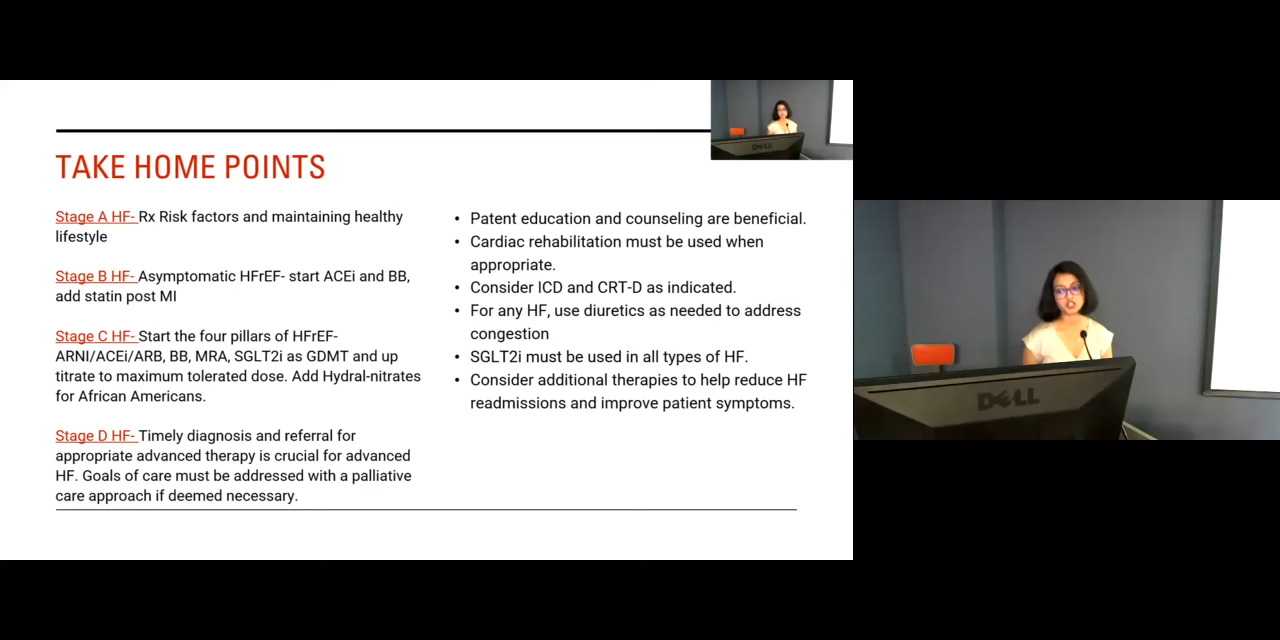 TAKE HOME POINTS
Stage A HF- Rx Risk factors and maintaining healthy
lifestyle
Stage B HF- Asymptomatic HFrEF- start ACEi and BB,
add statin post MI
Stage C HF- Start the four pillars of HFrEF-
ARNI/ACEi/ARB, BB, MRA, SGLT2i as GDMT and up
titrate to maximum tolerated dose. Add Hydral-nitrates
for African Americans.
Stage D HF- Timely diagnosis and referral for
appropriate advanced therapy is crucial for advanced
HF. Goals of care must be addressed with a palliative
care approach if deemed necessary.
• Patent education and counseling are beneficial.
• Cardiac rehabilitation must be used when
appropriate.
• Consider ICD and CRT-D as indicated.
• For any HF, use diuretics as needed to address
congestion
• SGLT2i must be used in all types of HF.
• Consider additional therapies to help reduce HF
readmissions and improve patient symptoms.
DELL
DELL